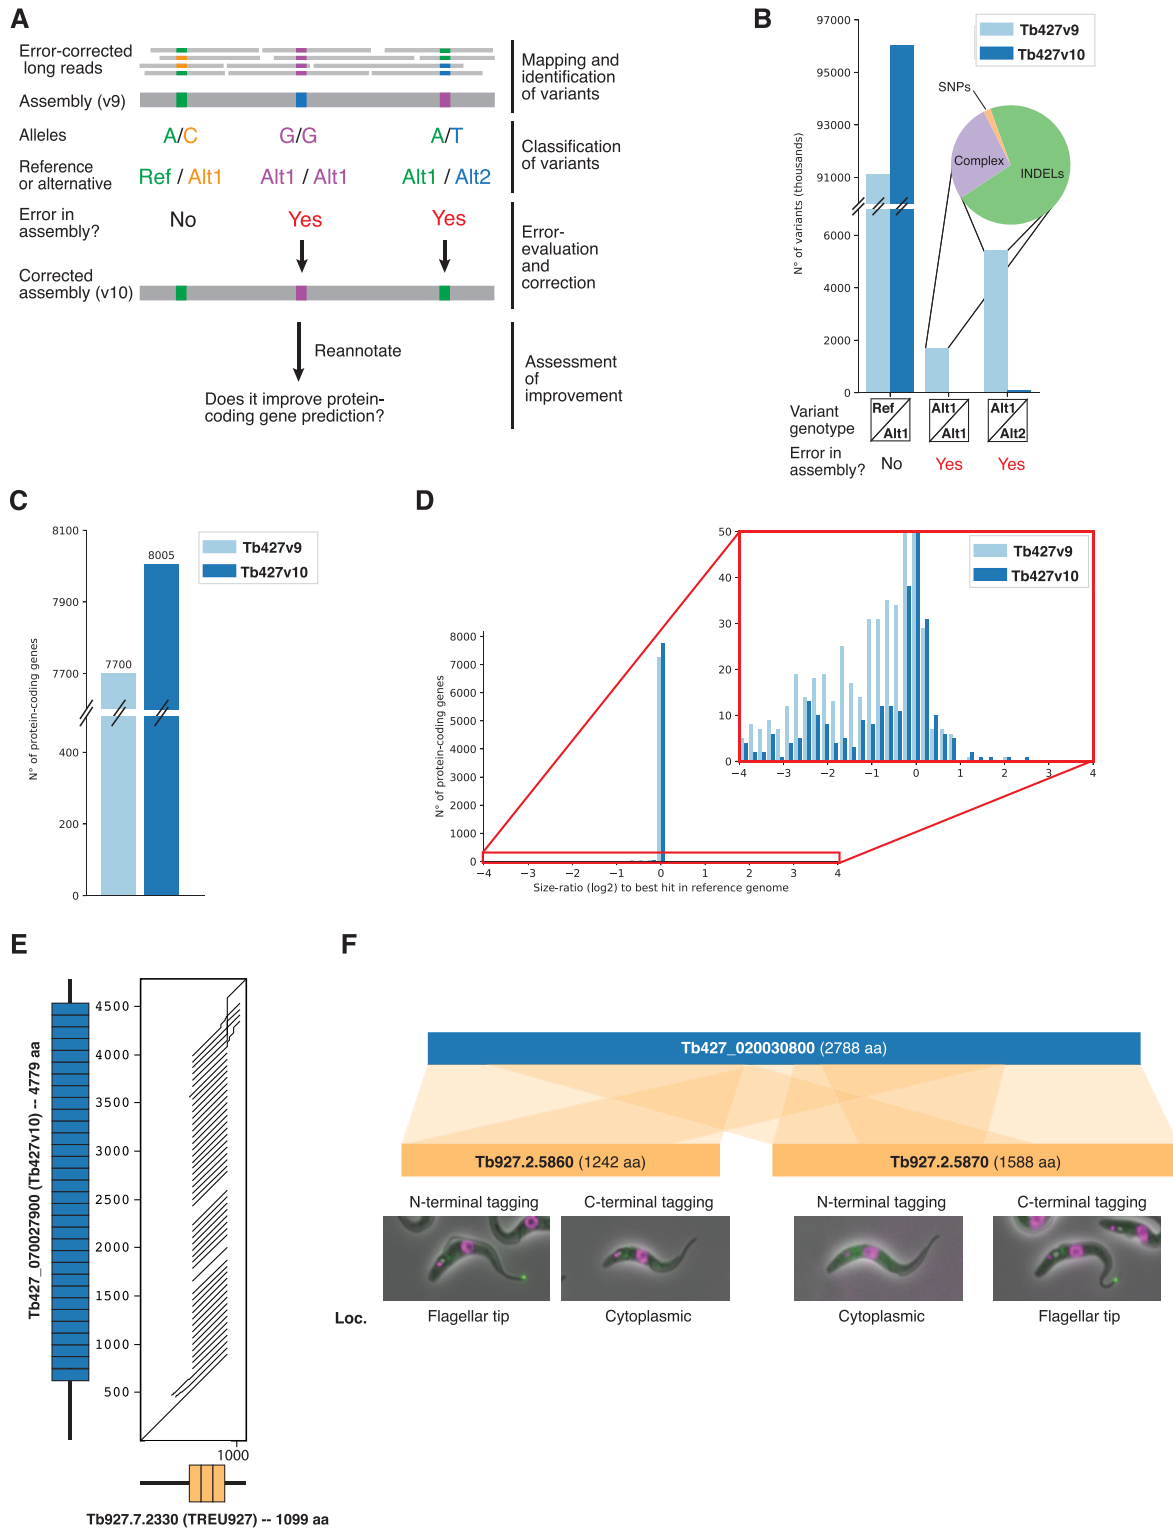 A
Error-corrected
long reads
Mapping and
identification
of variants
Assembly (v9)
Alleles
A/C
G/G
A/T
Classification
of variants
Reference
or alternative
Ref / Alt1
Alt1 / Alt1
Alt1 / Alt2
Error in
assembly?
No
Yes
Yes
Error-
evaluation
and
correction
Corrected
assembly (v10)
Reannotate
Assessment
of
improvement
Does it improve protein-
coding gene prediction?
B
Tb427v9
Tb427v10
N° of variants (thousands)
97000
95000
93000
91000
6000
4000
2000
0
SNPs
Complex
INDELs
Variant
genotype
Ref
Alt1
Alt1
Alt1
Alt1
Alt2
Error in
assembly?
No
Yes
Yes
C
N° of protein-coding genes
8100
7900
7700
400
200
0
7700
8005
Tb427v9
Tb427v10
D
N° of protein-coding genes
8000
7000
6000
5000
4000
3000
2000
1000
0
−4
−3
−2
−1
0
1
2
3
4
Size-ratio (log2) to best hit in reference genome
50
40
30
20
10
0
−4
−3
−2
−1
0
1
2
3
4
Tb427v9
Tb427v10
E
Tb427_070027900 (Tb427v10) -- 4779 aa
4500
4000
3500
3000
2500
2000
1500
1000
500
1000
Tb927.7.2330 (TREU927) -- 1099 aa
F
Tb427_020030800 (2788 aa)
Tb927.2.5860 (1242 aa)
Tb927.2.5870 (1588 aa)
N-terminal tagging
C-terminal tagging
N-terminal tagging
C-terminal tagging
Loc.
Flagellar tip
Cytoplasmic
Cytoplasmic
Flagellar tip